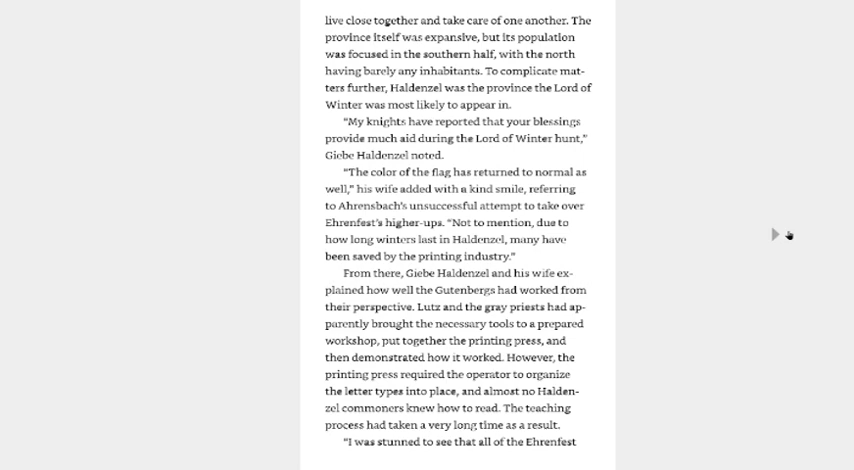 live close together and take care of one another. The
province itself was expansive, but its population
was focused in the southern half, with the north
having barely any inhabitants. To complicate mat-
ters further, Haldenzel was the province the Lord of
Winter was most likely to appear in.
“My knights have reported that your blessings
provide much aid during the Lord of Winter hunt,”
Giebe Haldenzel noted.
“The color of the flag has returned to normal as
well,” his wife added with a kind smile, referring
to Ahrensbach’s unsuccessful attempt to take over
Ehrenfest’s higher-ups. “Not to mention, due to
how long winters last in Haldenzel, many have
been saved by the printing industry.”
From there, Giebe Haldenzel and his wife ex-
plained how well the Gutenbergs had worked from
their perspective. Lutz and the gray priests had ap-
parently brought the necessary tools to a prepared
workshop, put together the printing press, and
then demonstrated how it worked. However, the
printing press required the operator to organize
the letter types into place, and almost no Halden-
zel commoners knew how to read. The teaching
process had taken a very long time as a result.
“I was stunned to see that all of the Ehrenfest